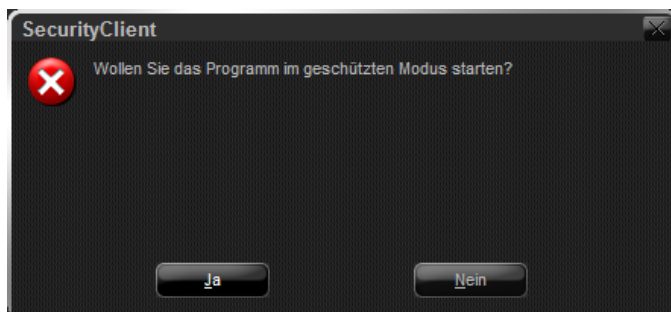 SecurityClient
Wollen Sie das Programm im geschützten Modus starten?
Ja
Nein